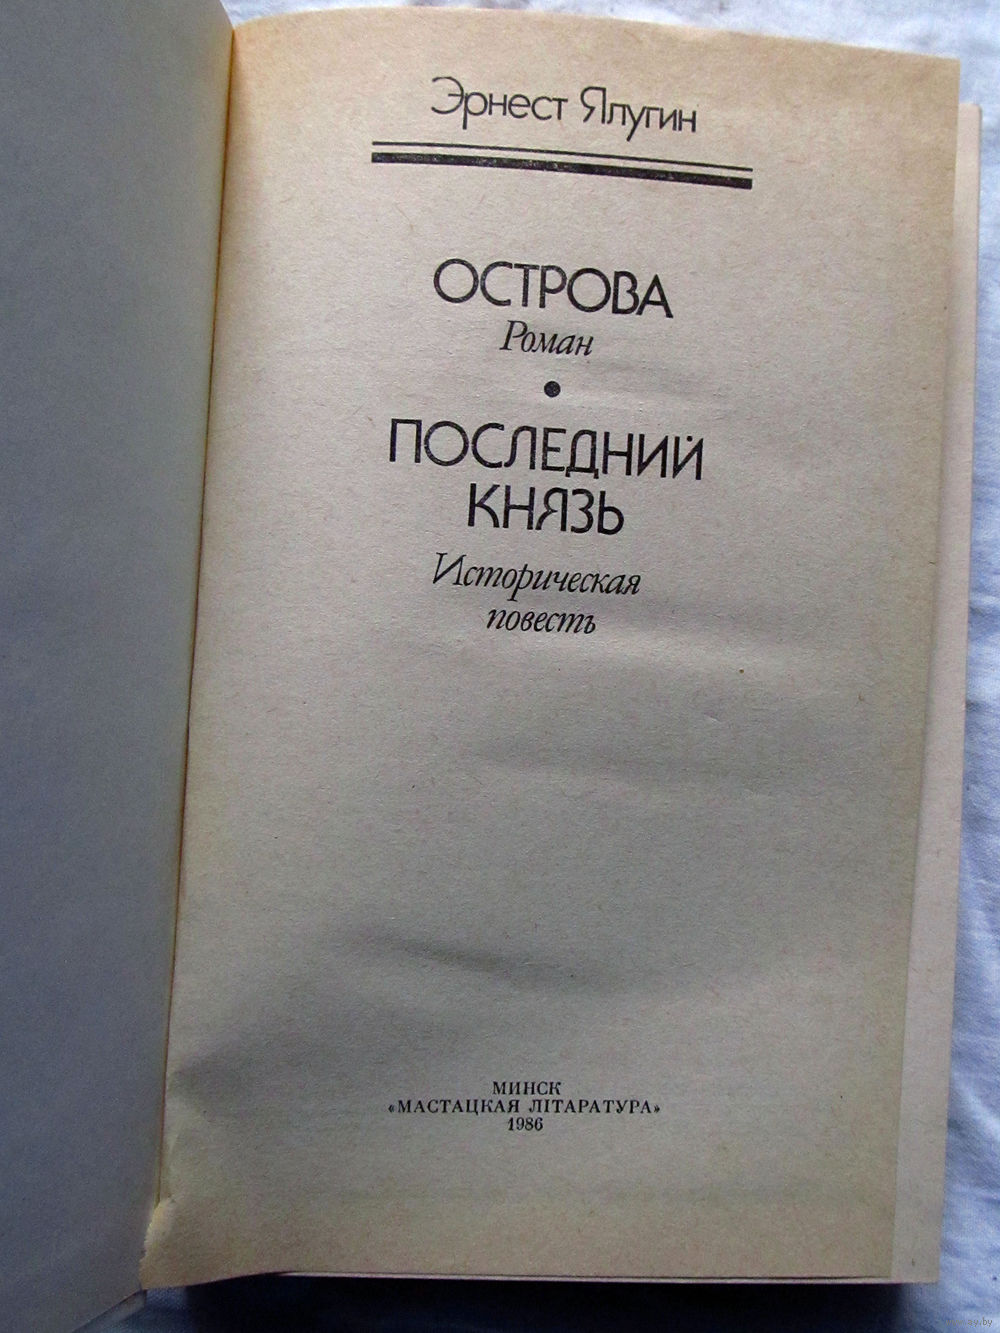 Эрнест Ялугин
ОСТРОВА
Роман
ПОСЛЕДНИЙ
КНЯЗЬ
Историческая
повесть
МИНСК
«МАСТАЦКАЯ ЛІТАРАТУРА»
1986